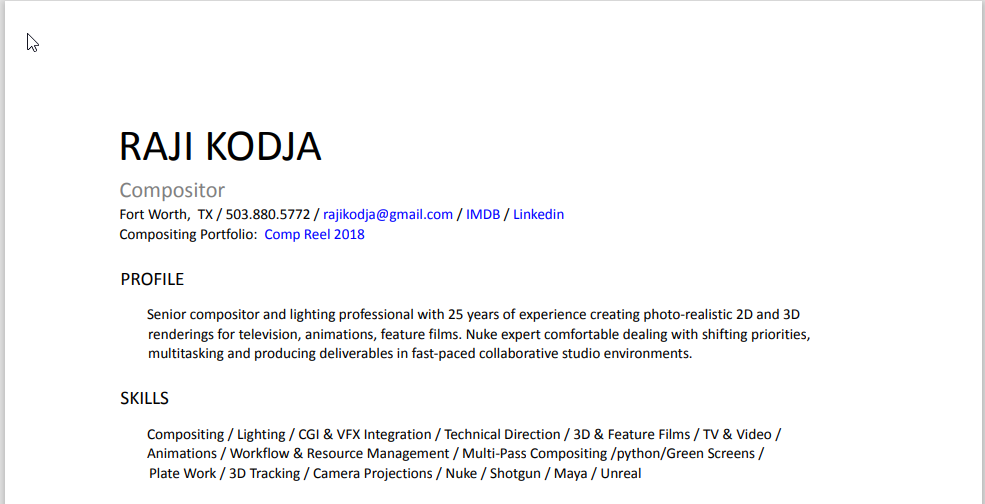 RAJI KODJA
Compositor
Fort Worth,  TX / 503.880.5772 / rajikodja@gmail.com / IMDB / Linkedin
Compositing Portfolio:  Comp Reel 2018
PROFILE
Senior compositor and lighting professional with 25 years of experience creating photo-realistic 2D and 3D
renderings for television, animations, feature films. Nuke expert comfortable dealing with shifting priorities,
multitasking and producing deliverables in fast-paced collaborative studio environments.
SKILLS
Compositing / Lighting / CGI & VFX Integration / Technical Direction / 3D & Feature Films / TV & Video /
Animations / Workflow & Resource Management / Multi-Pass Compositing /python/Green Screens /
Plate Work / 3D Tracking / Camera Projections / Nuke / Shotgun / Maya / Unreal